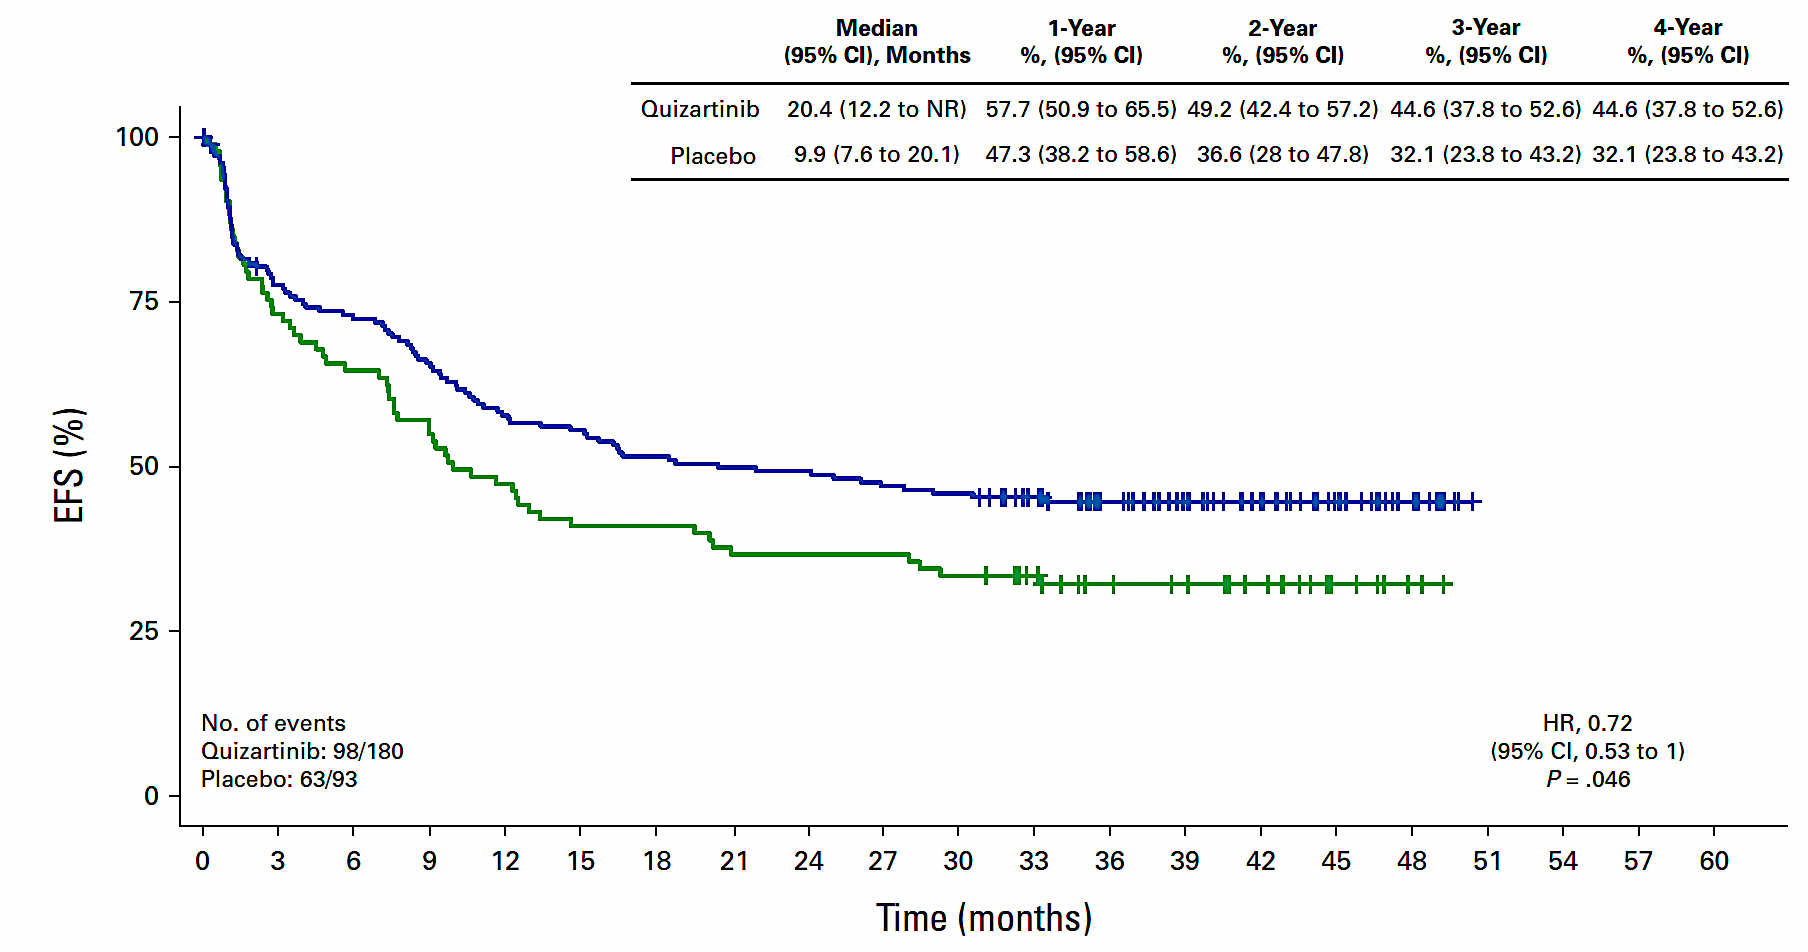 Median 1-Year 2-Year 3-Year 4-Year
(95% CI), Months %, (95% CI) %, (95% CI) %, (95% CI) %, (95% CI)
Quizartinib 20.4 (12.2 to NR) 57.7 (50.9 to 65.5) 49.2 (42.4 to 57.2) 44.6 (37.8 to 52.6) 44.6 (37.8 to 52.6)
Placebo 9.9 (7.6 to 20.1) 47.3 (38.2 to 58.6) 36.6 (28 to 47.8) 32.1 (23.8 to 43.2) 32.1 (23.8 to 43.2)
100
75
50
25
0
EFS (%)
No. of events
Quizartinib: 98/180
Placebo: 63/93
HR, 0.72
(95% CI, 0.53 to 1)
P = .046
0 3 6 9 12 15 18 21 24 27 30 33 36 39 42 45 48 51 54 57 60
Time (months)